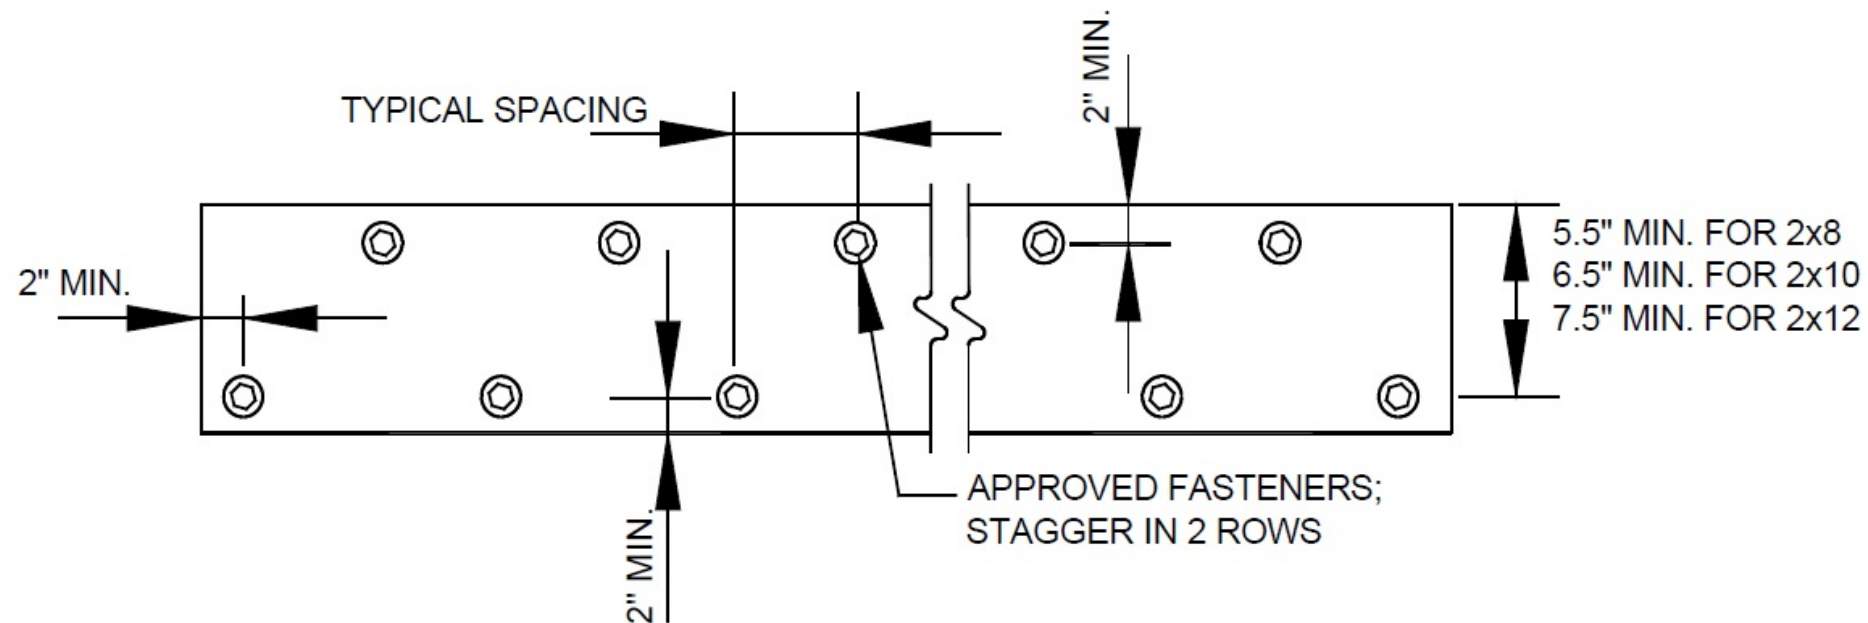 2" MIN.
TYPICAL SPACING
5.5" MIN. FOR 2x8
6.5" MIN. FOR 2x10
7.5" MIN. FOR 2x12
2" MIN.
APPROVED FASTENERS;
STAGGER IN 2 ROWS
2" MIN.